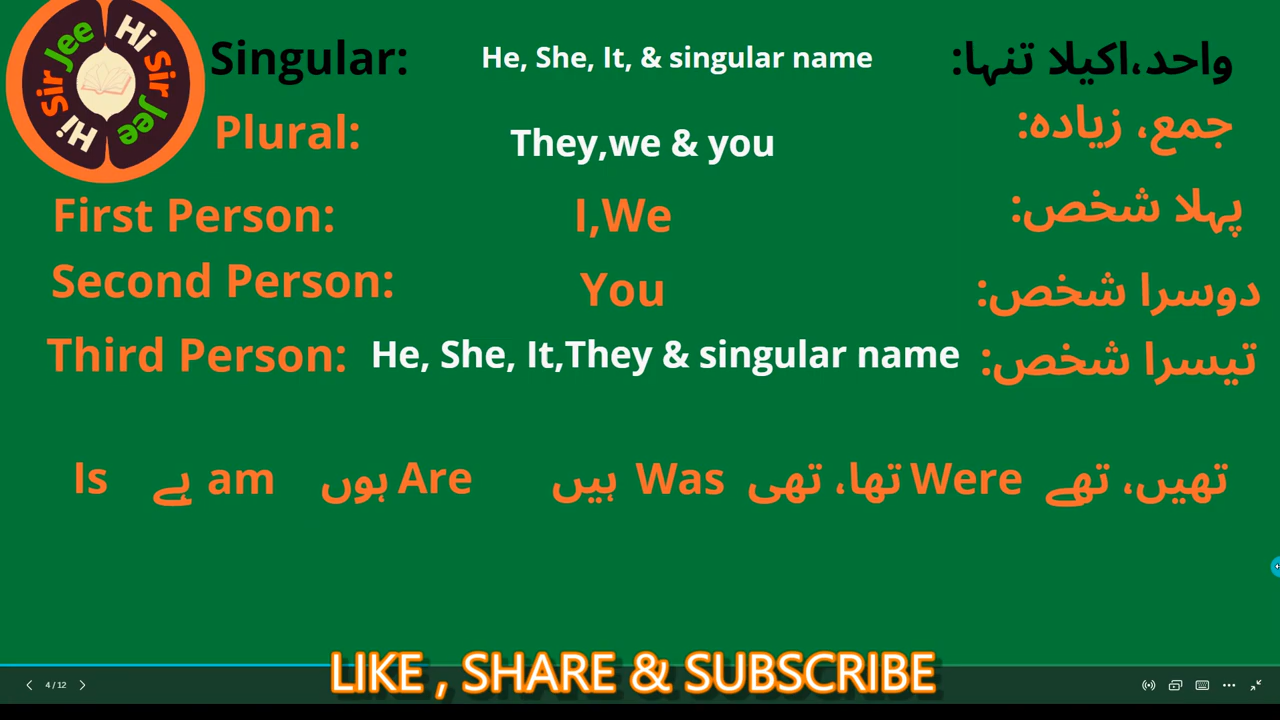 Hi Sir Jee
Hi Sir Jee
Singular: He, She, It, & singular name واحد،اکیلا تنہا:
Plural: They,we & you جمع، زیادہ:
First Person: I,We پہلا شخص:
Second Person: You دوسرا شخص:
Third Person: He, She, It,They & singular name تیسرا شخص:
Is ہے am ہوں Are ہیں Was تھا، تھی Were تھیں، تھے
LIKE , SHARE & SUBSCRIBE
4 / 12